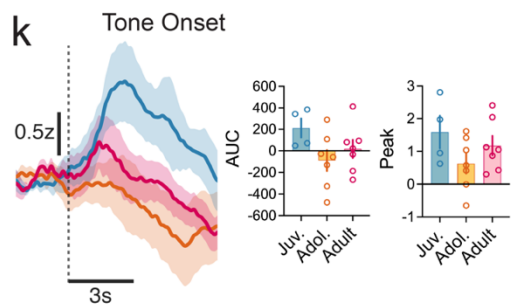 k
Tone Onset
0.5z
3s
AUC
600
400
200
0
-200
-400
-600
Juv.
Adol.
Adult
Peak
3
2
1
0
-1
Juv.
Adol.
Adult